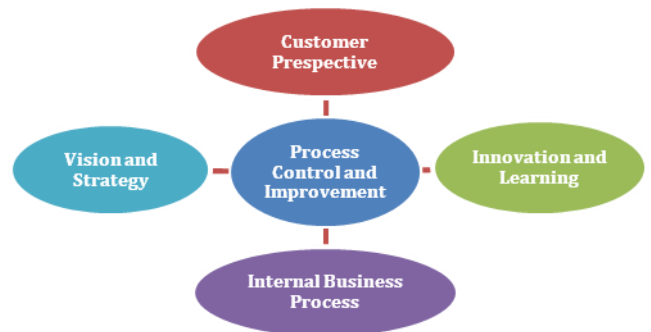 Customer
Prespective
Vision and
Strategy
Process
Control and
Improvement
Innovation and
Learning
Internal Business
Process